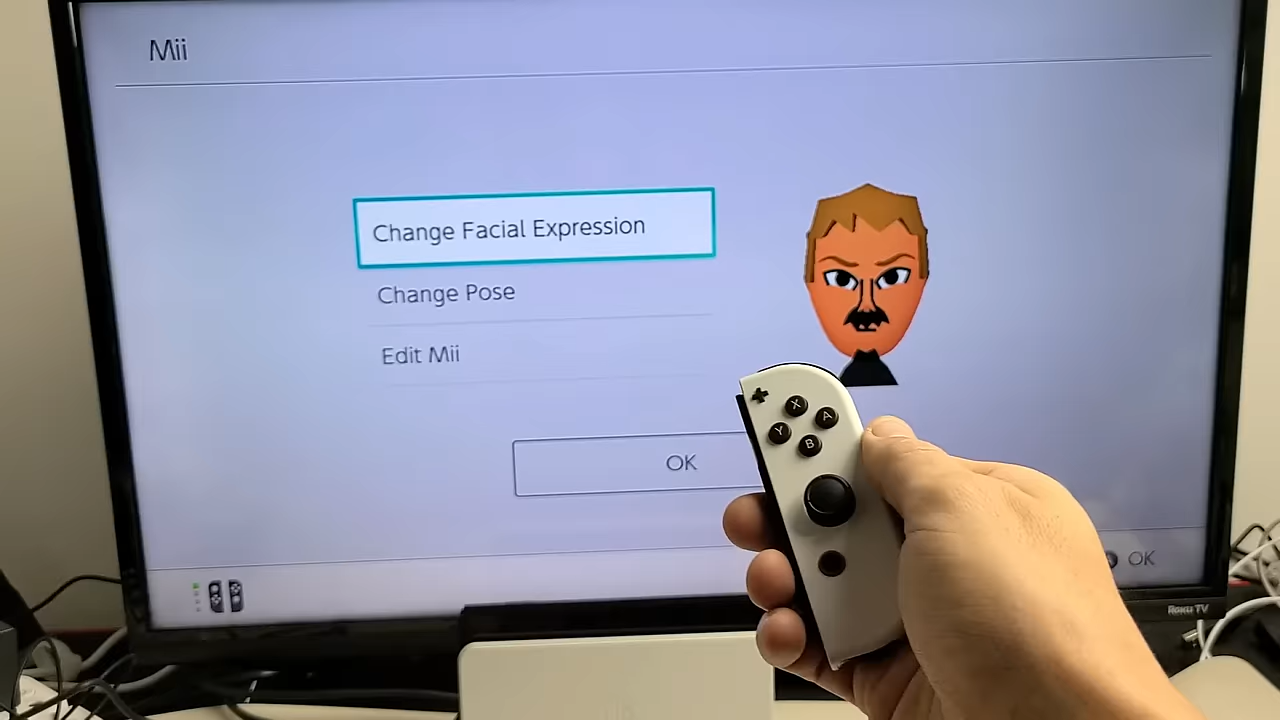 Mii
Change Facial Expression
Change Pose
Edit Mii
OK
X
A
Y
B
OK
Roku TV